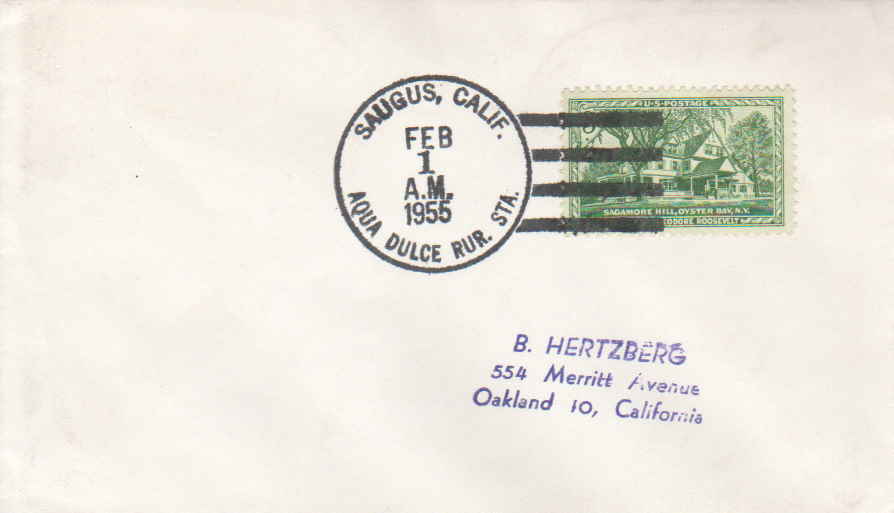 SAUGUS, CALIF.
FEB
1
A.M.
1955
AQUA DULCE RUR. STA.
U·S·POSTAGE
SAGAMORE HILL, OYSTER BAY, N.Y.
ROOSEVELT
B. HERTZBERG
554 Merritt Avenue
Oakland 10, California